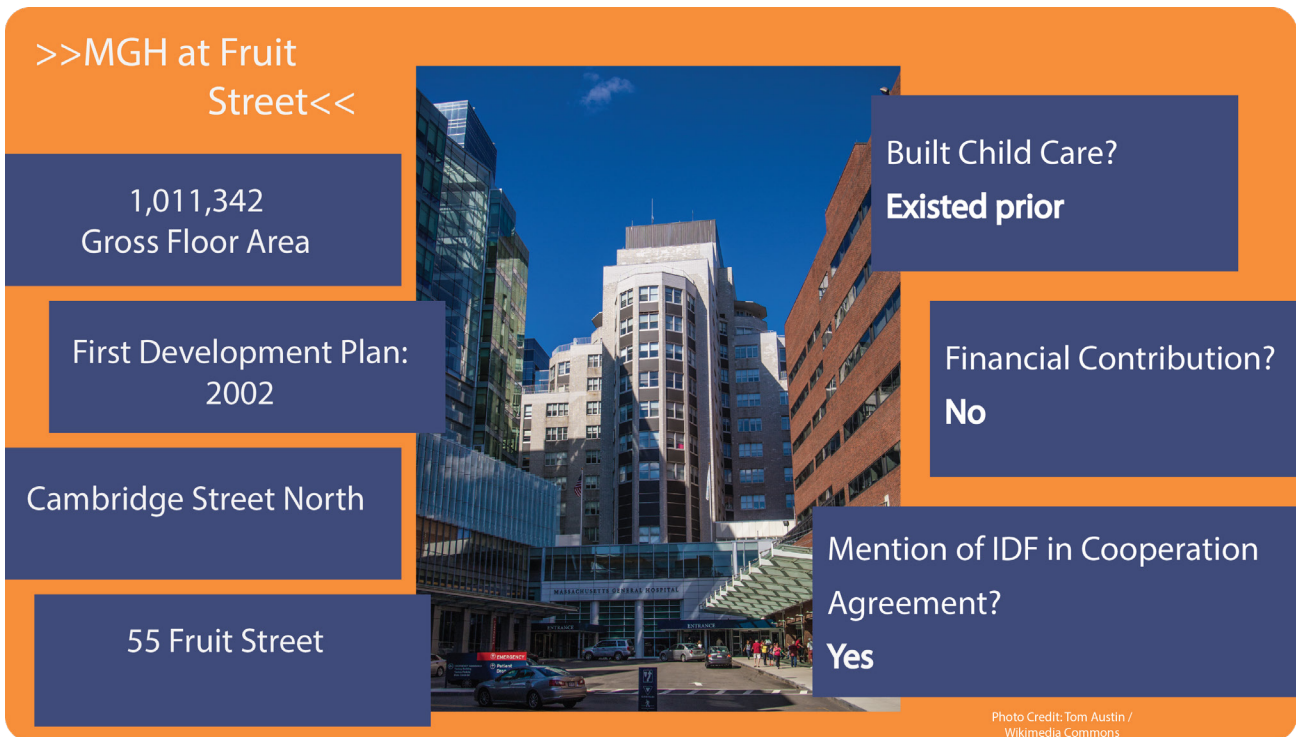 >>MGH at Fruit
Street<<
1,011,342
Gross Floor Area
First Development Plan:
2002
Cambridge Street North
55 Fruit Street
Built Child Care?
Existed prior
Financial Contribution?
No
Mention of IDF in Cooperation
Agreement?
Yes
MASSACHUSETTS GENERAL HOSPITAL
ENTRANCE
ENTRANCE
EMERGENCY
Photo Credit: Tom Austin /
Wikimedia Commons